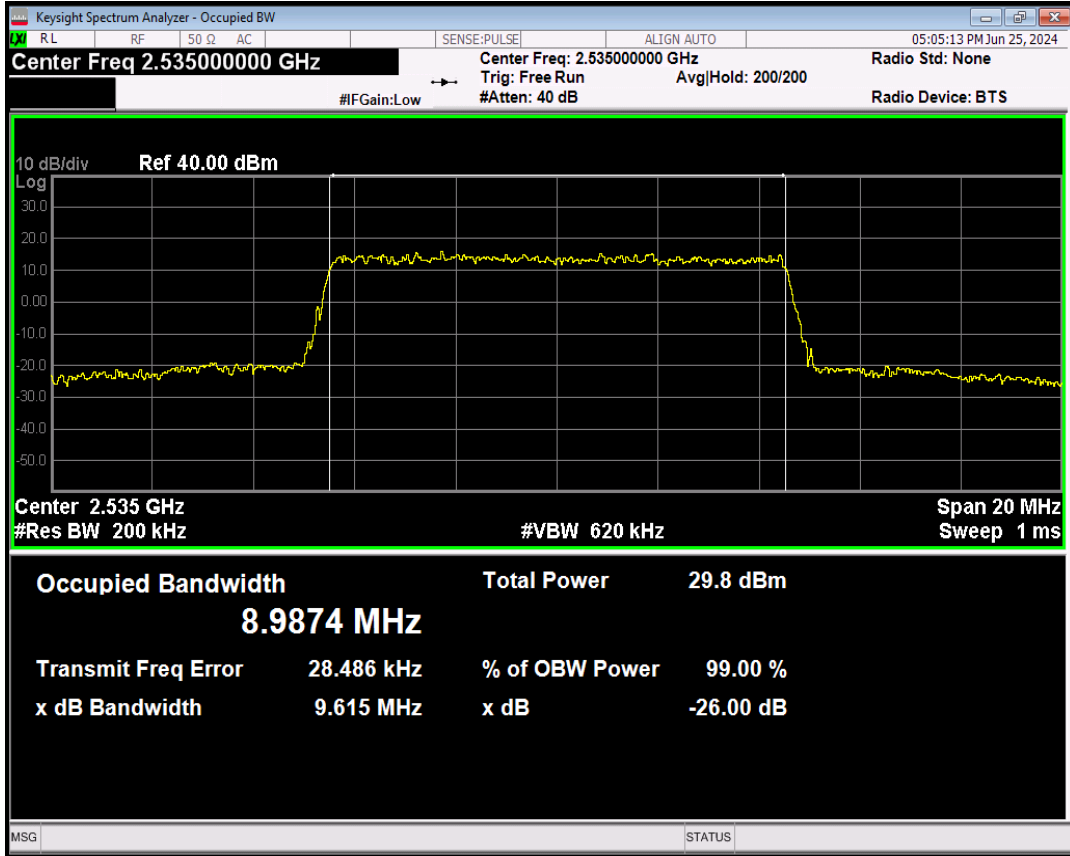 Keysight Spectrum Analyzer - Occupied BW
LXI RL RF 50 Ω AC SENSE:PULSE ALIGN AUTO 05:05:13 PM Jun 25, 2024
Center Freq 2.535000000 GHz Center Freq: 2.535000000 GHz Radio Std: None
Trig: Free Run Avg|Hold: 200/200
#IFGain:Low #Atten: 40 dB Radio Device: BTS
10 dB/div Ref 40.00 dBm
Log
30.0
20.0
10.0
0.00
-10.0
-20.0
-30.0
-40.0
-50.0
Center 2.535 GHz Span 20 MHz
#Res BW 200 kHz #VBW 620 kHz Sweep 1 ms
Occupied Bandwidth Total Power 29.8 dBm
8.9874 MHz
Transmit Freq Error 28.486 kHz % of OBW Power 99.00 %
x dB Bandwidth 9.615 MHz x dB -26.00 dB
MSG STATUS